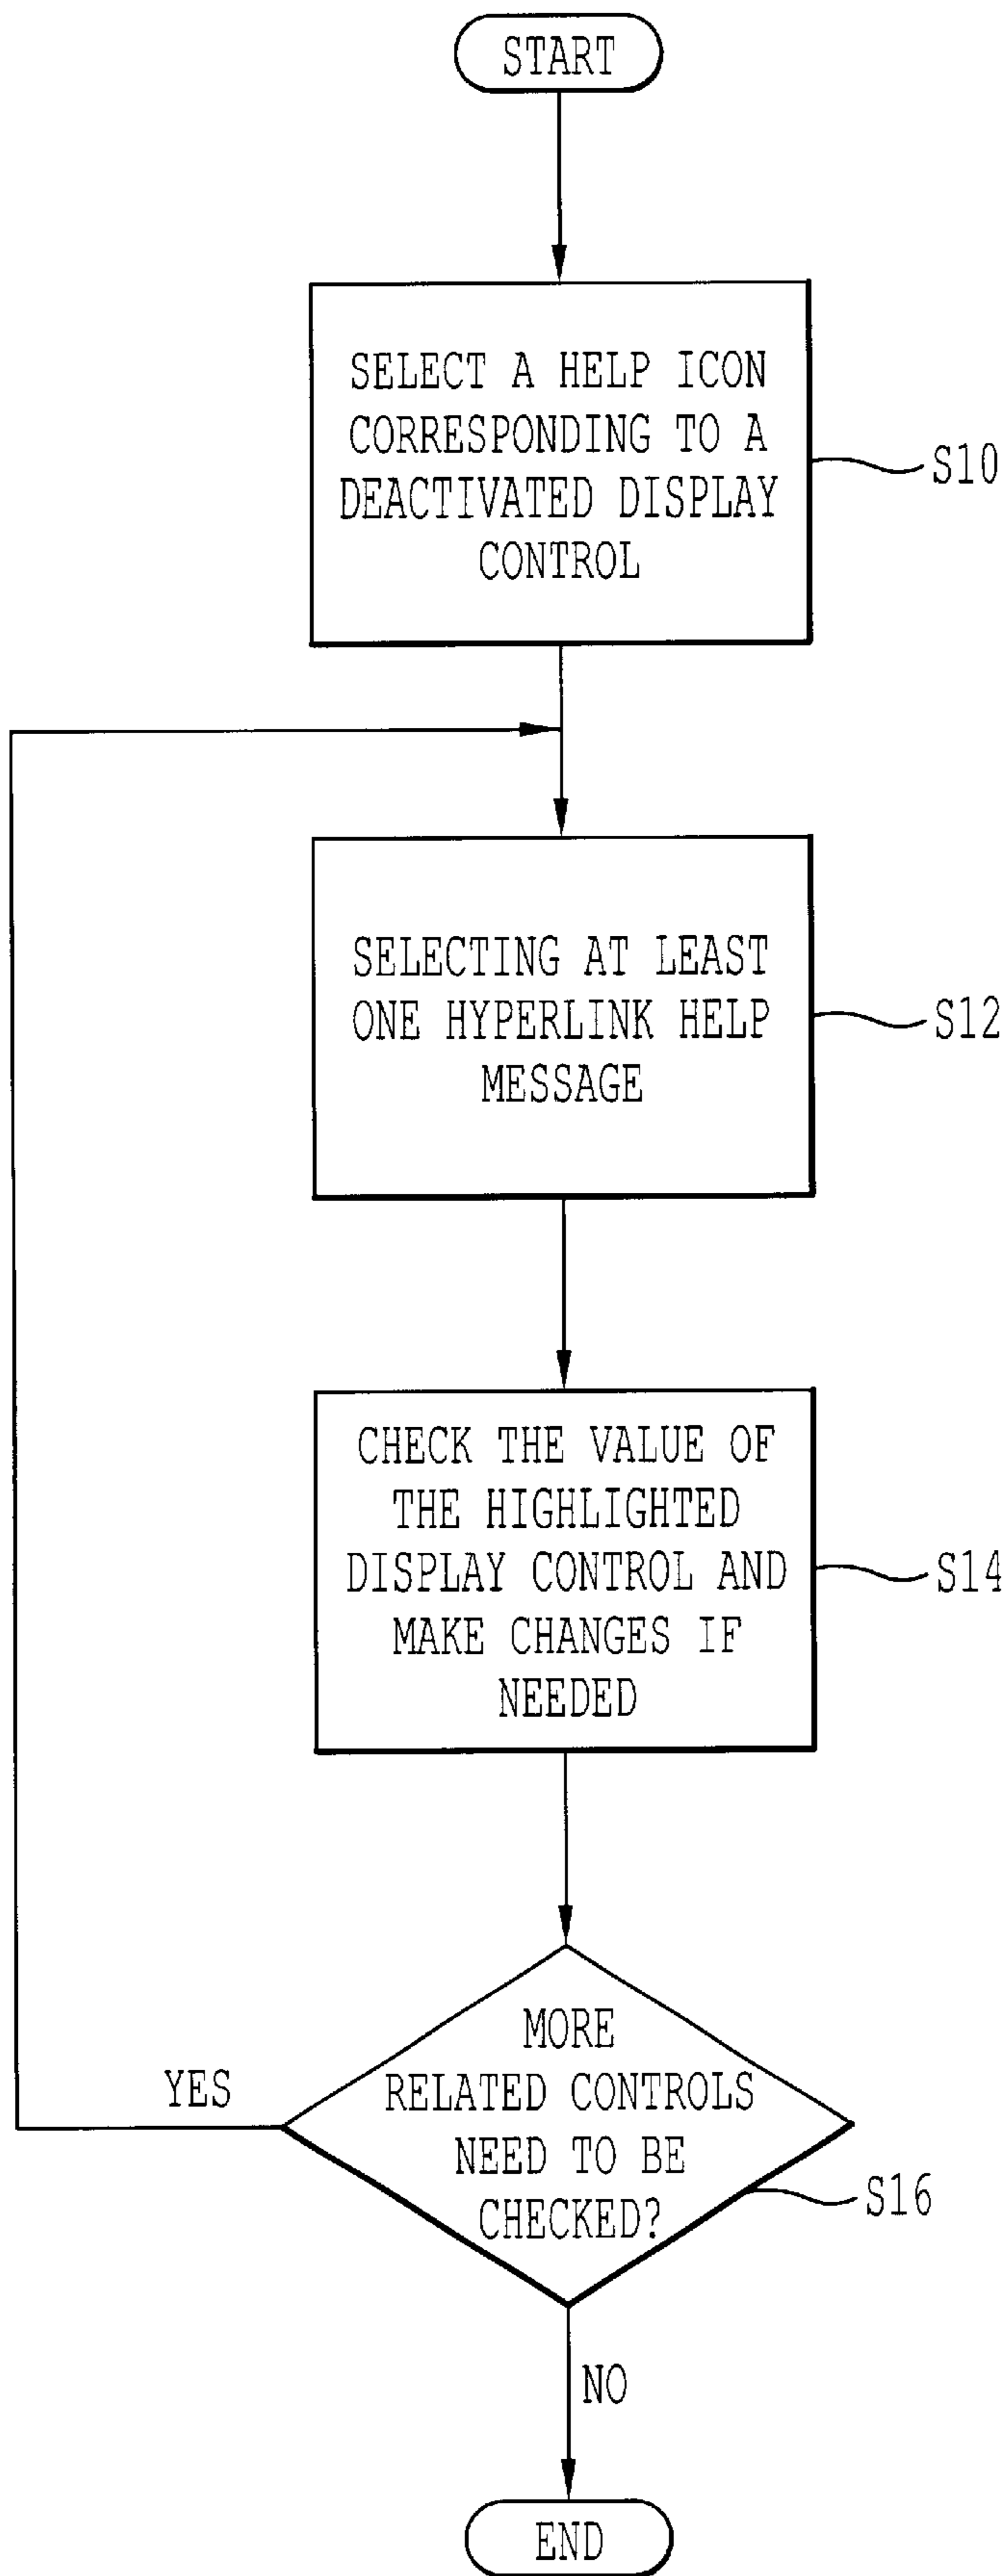 START
SELECT A HELP ICON
CORRESPONDING TO A
DEACTIVATED DISPLAY
CONTROL
S10
SELECTING AT LEAST
ONE HYPERLINK HELP
MESSAGE
S12
CHECK THE VALUE OF
THE HIGHLIGHTED
DISPLAY CONTROL AND
MAKE CHANGES IF
NEEDED
S14
MORE
RELATED CONTROLS
NEED TO BE
CHECKED?
YES
S16
NO
END